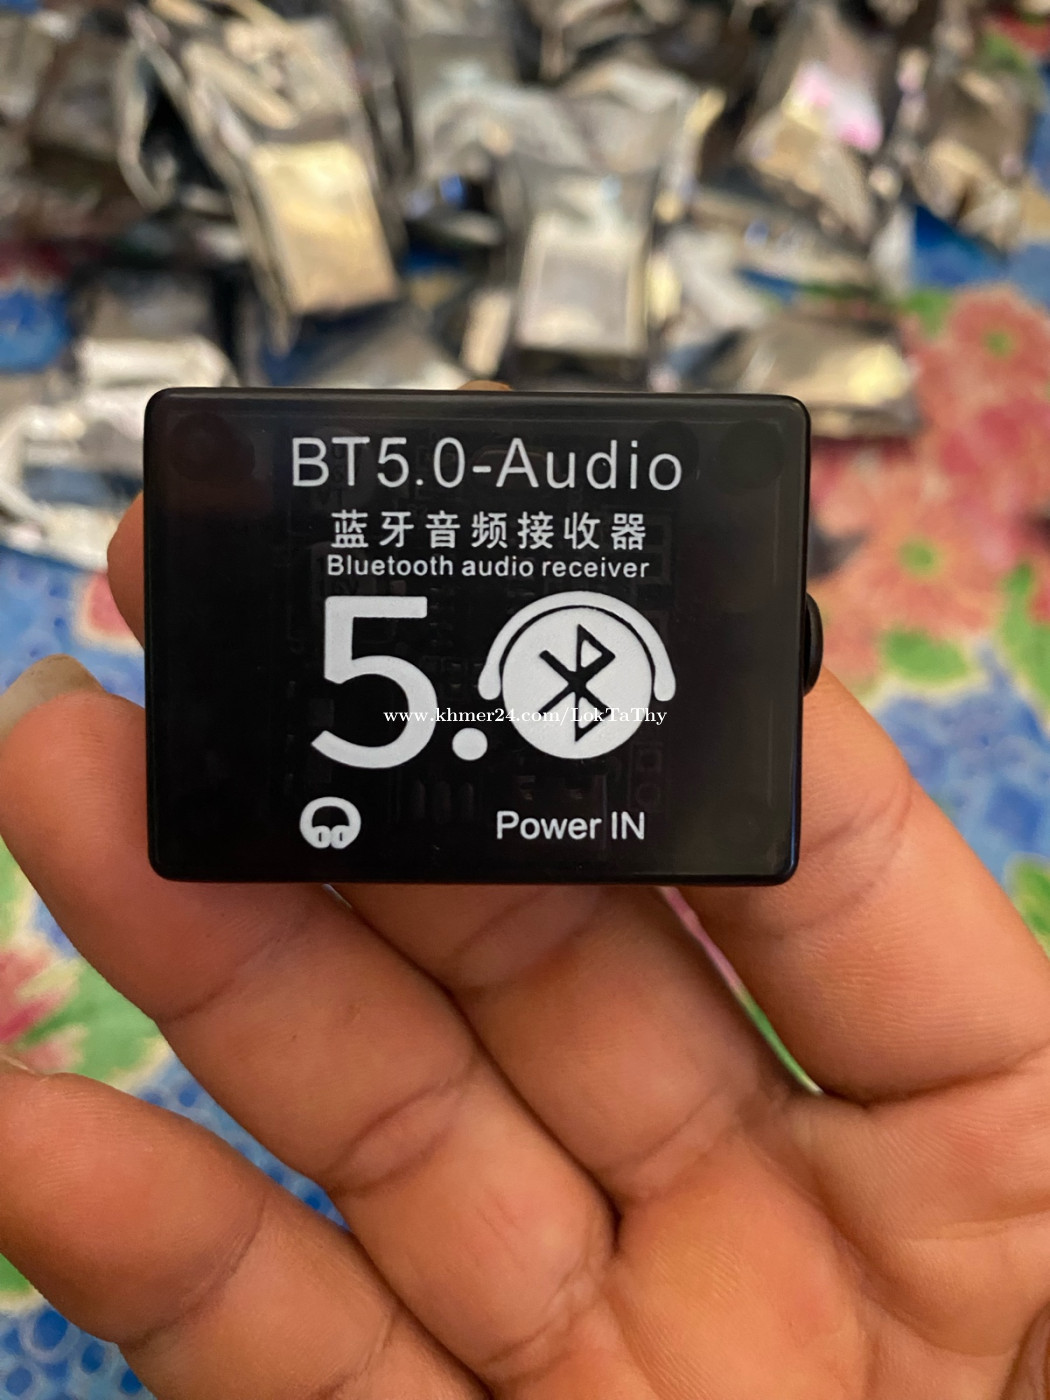 BT5.0-Audio
蓝牙音频接收器
Bluetooth audio receiver
5.0
www.khmer24.com/LokTaThy
Power IN